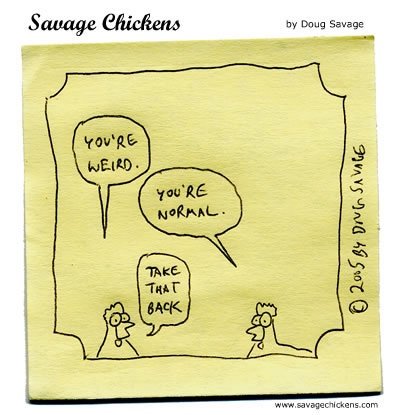 Savage Chickens
by Doug Savage
YOU'RE
WEIRD.
YOU'RE
NORMAL.
TAKE
THAT
BACK
© 2005 BY DOUG SAVAGE
www.savagechickens.com